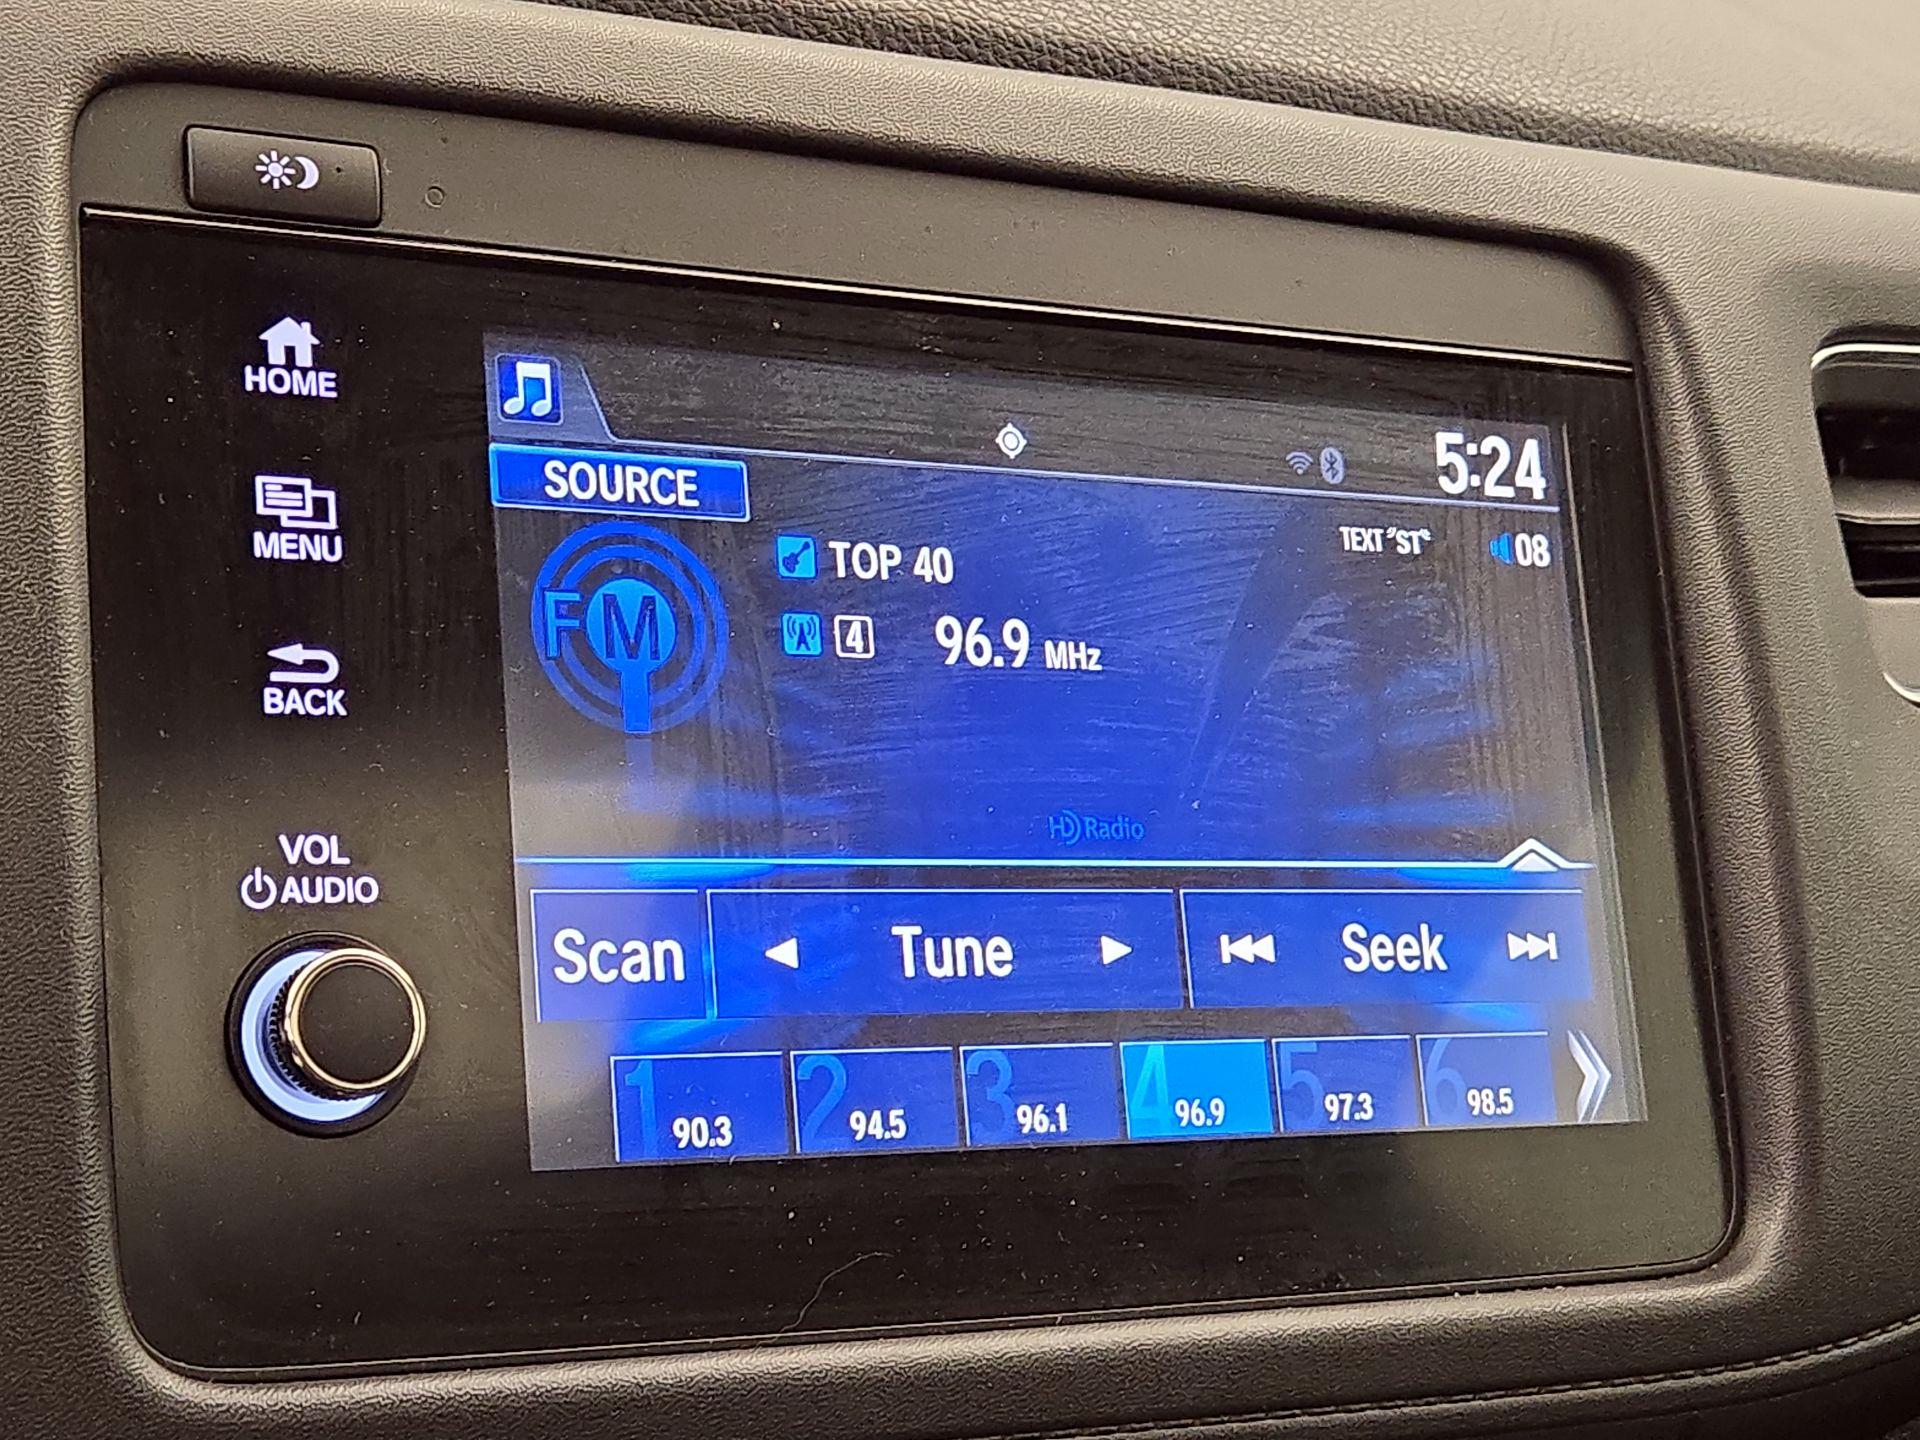 HOME
MENU
BACK
VOL
AUDIO
SOURCE
5:24
TEXT "ST"
08
FM
TOP 40
4 96.9 MHz
HD Radio
Scan
Tune
Seek
1 90.3
2 94.5
3 96.1
4 96.9
5 97.3
6 98.5